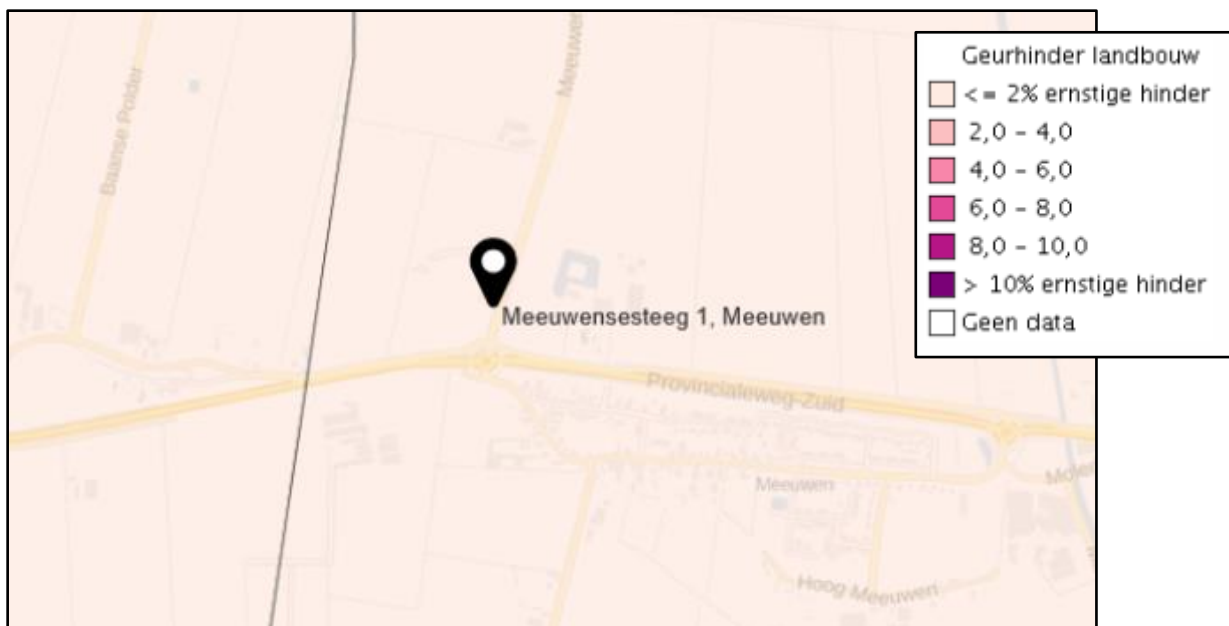 Geurhinder landbouw
<= 2% ernstige hinder
2,0 - 4,0
4,0 - 6,0
6,0 - 8,0
8,0 - 10,0
> 10% ernstige hinder
Geen data
Meeuwen
Baanse Polder
Meeuwensesteeg 1, Meeuwen
Provincialeweg-Zuid
Molen
Meeuwen
Hoog Meeuwen